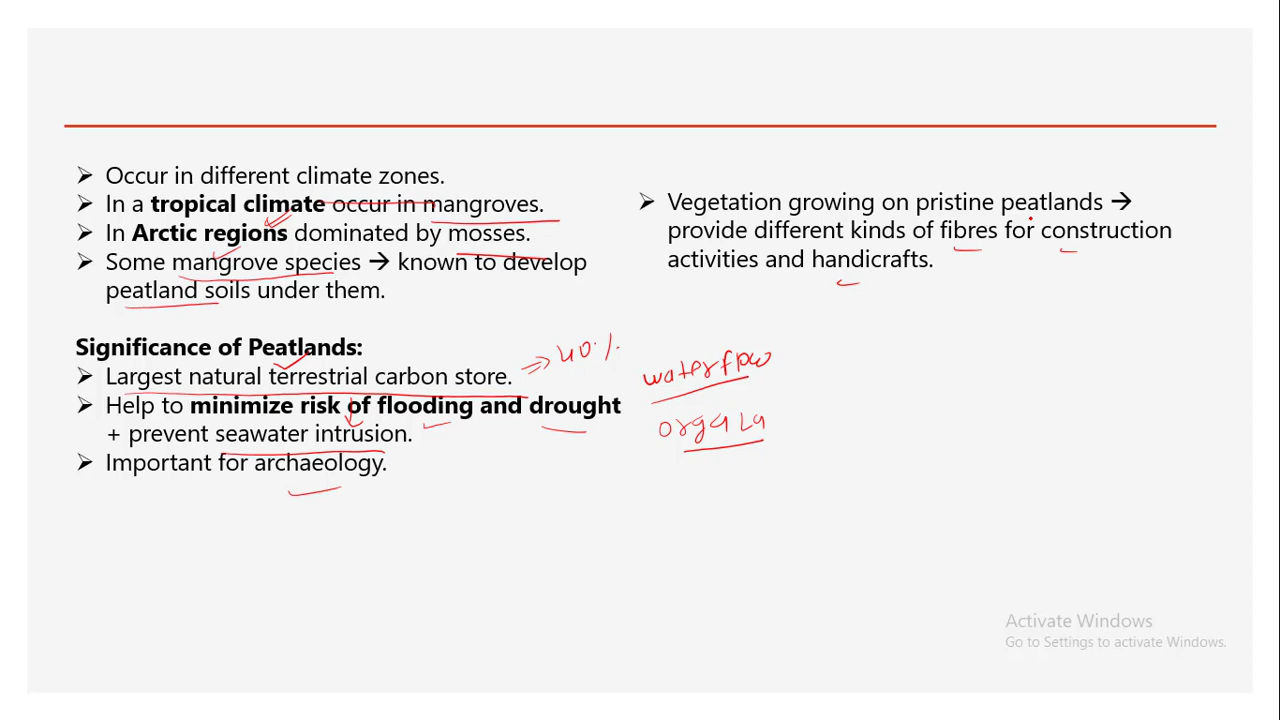 ➢ Occur in different climate zones.
➢ In a tropical climate occur in mangroves.
➢ In Arctic regions dominated by mosses.
➢ Some mangrove species → known to develop
peatland soils under them.
Significance of Peatlands:
➢ Largest natural terrestrial carbon store.
⇒ 40%
➢ Help to minimize risk of flooding and drought
+ prevent seawater intrusion.
➢ Important for archaeology.
➢ Vegetation growing on pristine peatlands →
provide different kinds of fibres for construction
activities and handicrafts.
waterflow
Activate Windows
Go to Settings to activate Windows.